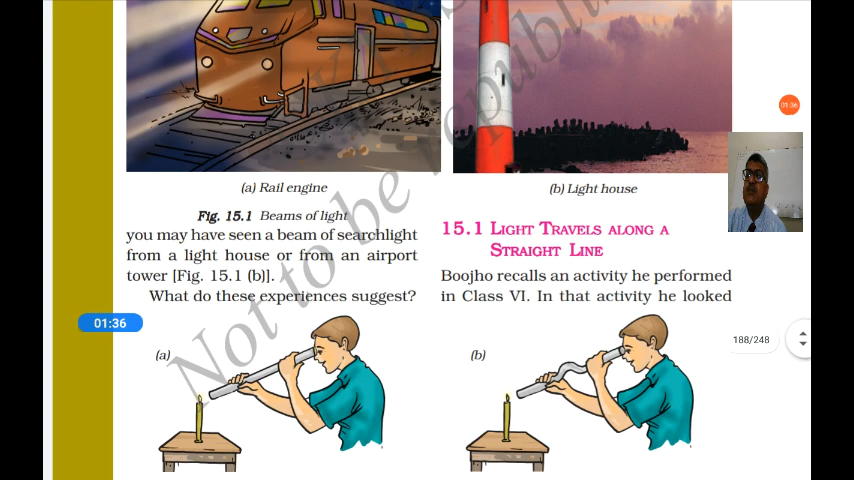 (a) Rail engine
(b) Light house
Fig. 15.1 Beams of light
you may have seen a beam of searchlight
from a light house or from an airport
tower [Fig. 15.1 (b)].
What do these experiences suggest?
15.1 LIGHT TRAVELS ALONG A
STRAIGHT LINE
Boojho recalls an activity he performed
in Class VI. In that activity he looked
(a)
(b)
01:36
01:36
188/248
Not to be republi